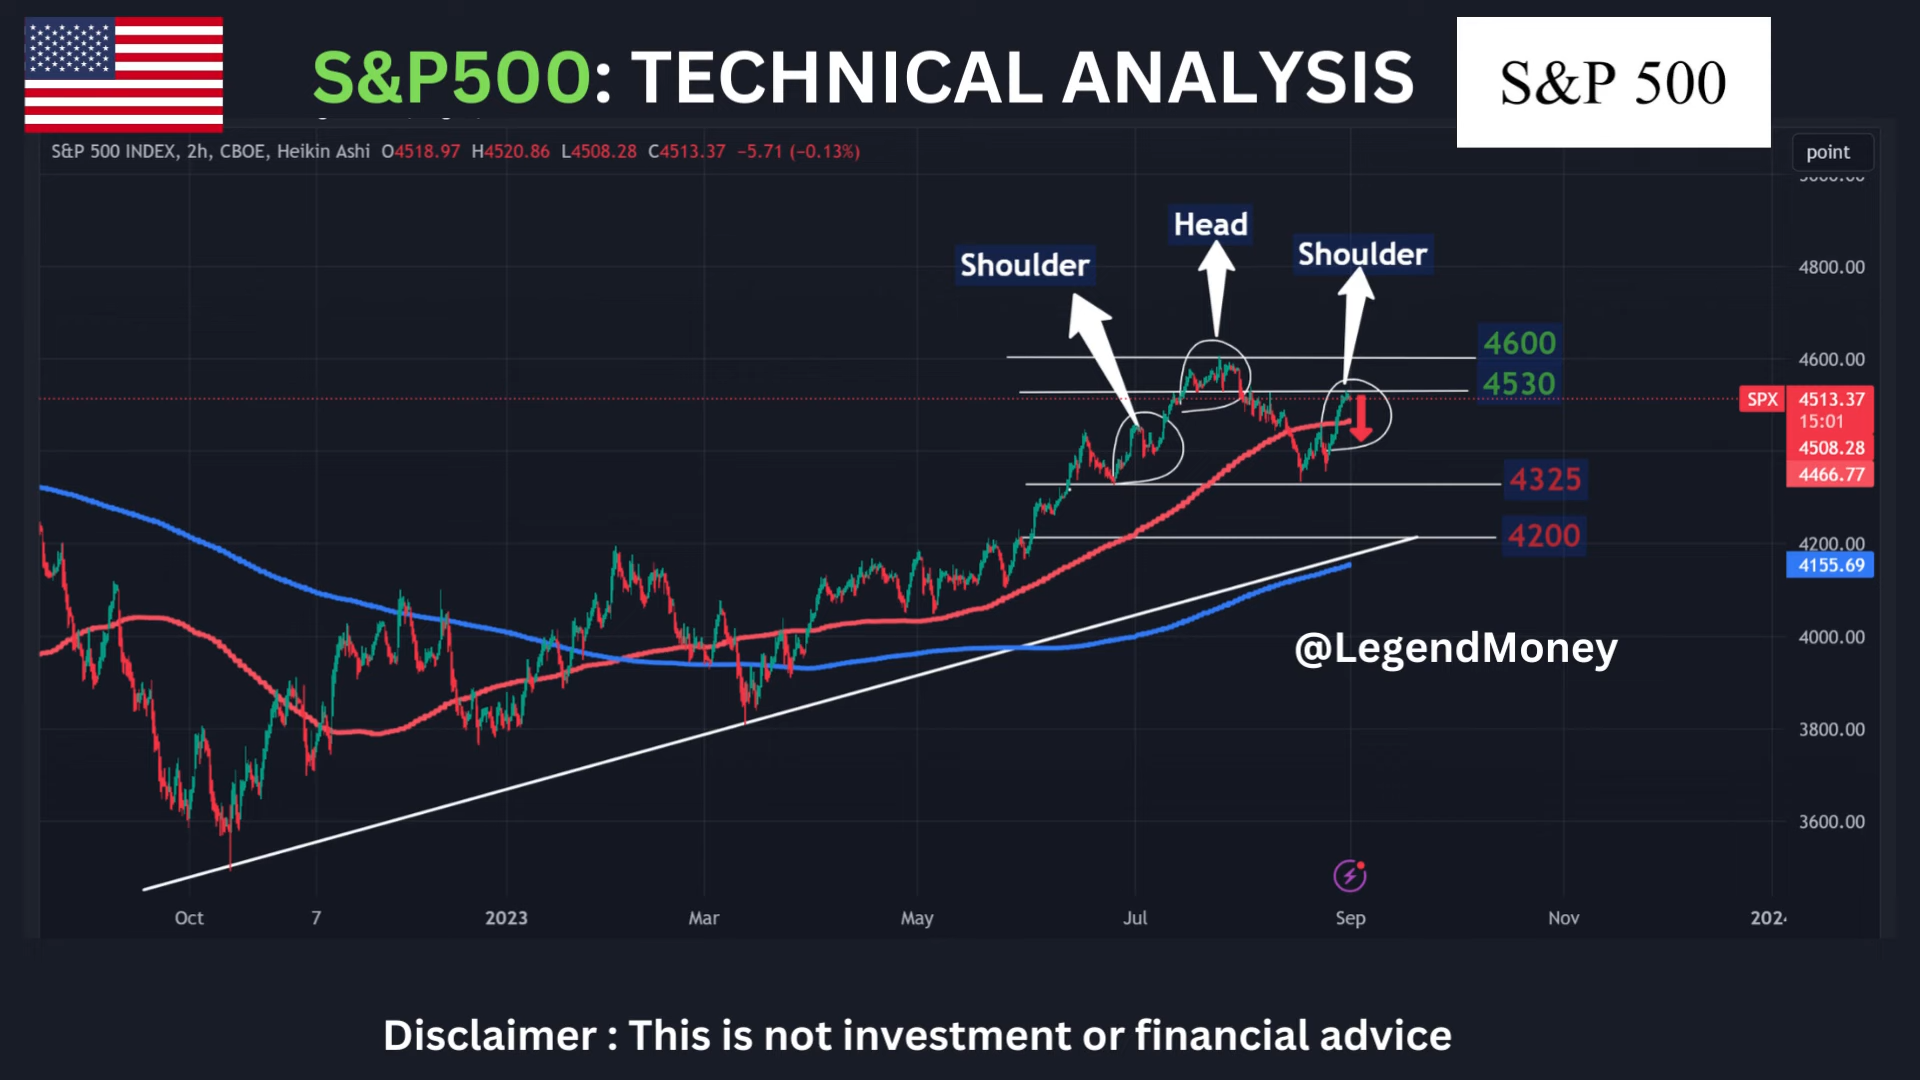 S&P500: TECHNICAL ANALYSIS
S&P 500
S&P 500 INDEX, 2h, CBOE, Heikin Ashi O4518.97 H4520.86 L4508.28 C4513.37 −5.71 (−0.13%)
point
Head
Shoulder
Shoulder
4800.00
4600
4600.00
4530
SPX 4513.37
15:01
4508.28
4466.77
4325
4200
4200.00
4155.69
4000.00
@LegendMoney
3800.00
3600.00
Oct 7 2023 Mar May Jul Sep Nov
Disclaimer : This is not investment or financial advice